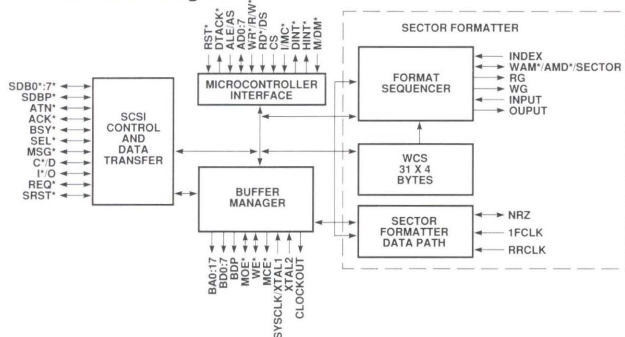 RST*
DTACK*
ALE/AS
AD0:7
WR*/R/W*
RD*/DS
CS
I/MC*
DINT*
HINT*
M/DM*
SECTOR FORMATTER
SDB0*:7*
SDBP*
ATN*
ACK*
BSY*
SEL*
MSG*
C*/D
I*/O
REQ*
SRST*
SCSI
CONTROL
AND
DATA
TRANSFER
MICROCONTROLLER
INTERFACE
BUFFER
MANAGER
FORMAT
SEQUENCER
INDEX
WAM*/AMD*/SECTOR
RG
WG
INPUT
OUPUT
WCS
31 X 4
BYTES
SECTOR
FORMATTER
DATA PATH
NRZ
1FCLK
RRCLK
BA0:17
BD0:7
BDP
MOE*
WE*
MCE*
SYSCLK/XTAL1
XTAL2
CLOCKOUT